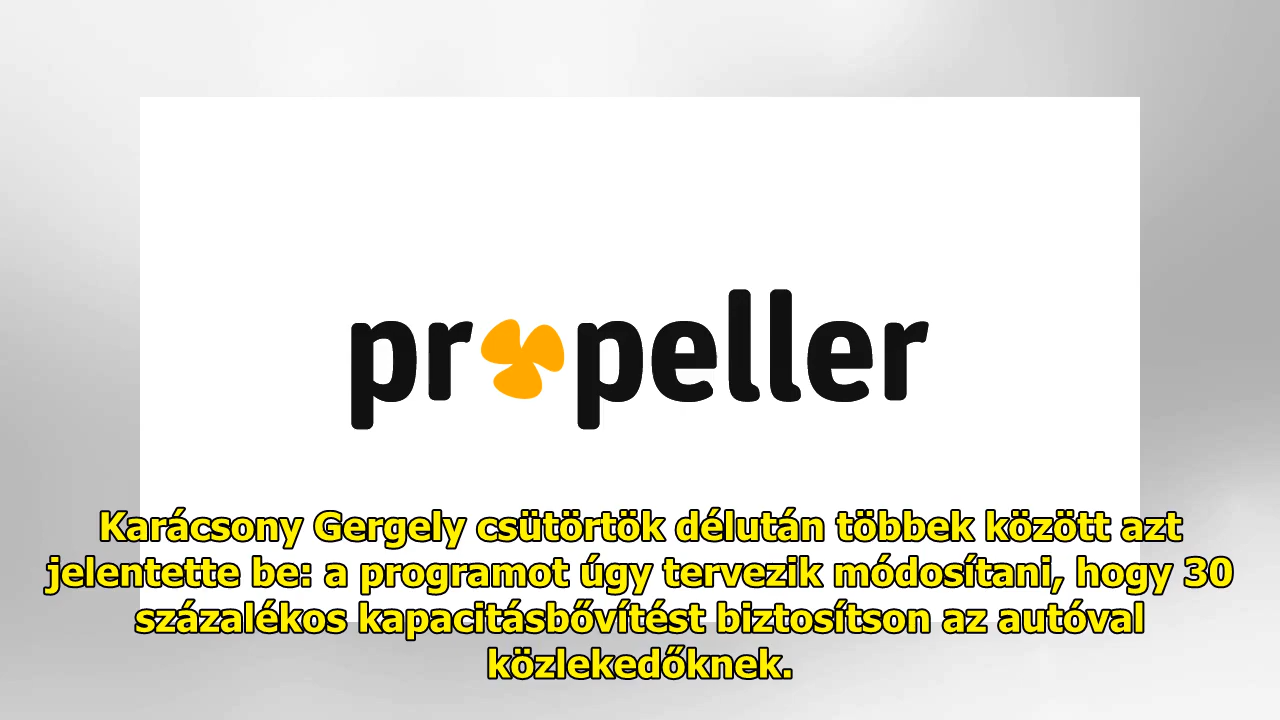 propeller
Karácsony Gergely csütörtök délután többek között azt
jelentette be: a programot úgy tervezik módosítani, hogy 30
százalékos kapacitásbővítést biztosítson az autóval
közlekedőknek.